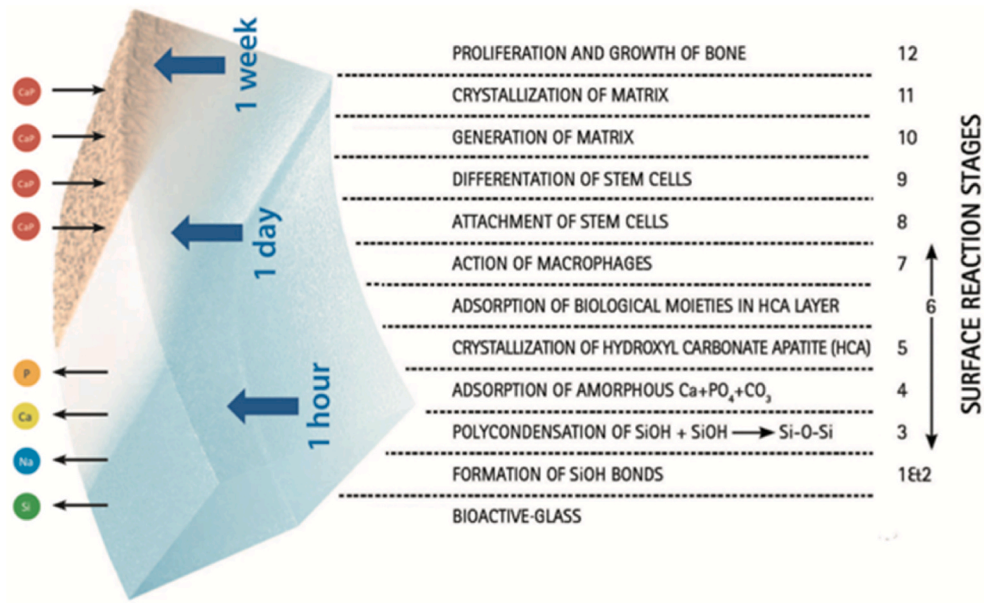 PROLIFERATION AND GROWTH OF BONE 12
CRYSTALLIZATION OF MATRIX 11
GENERATION OF MATRIX 10
DIFFERENTATION OF STEM CELLS 9
ATTACHMENT OF STEM CELLS 8
ACTION OF MACROPHAGES 7
ADSORPTION OF BIOLOGICAL MOIETIES IN HCA LAYER 6
CRYSTALLIZATION OF HYDROXYL CARBONATE APATITE (HCA) 5
ADSORPTION OF AMORPHOUS Ca+PO₄+CO₃ 4
POLYCONDENSATION OF SiOH + SiOH → Si-O-Si 3
FORMATION OF SiOH BONDS 1&2
BIOACTIVE-GLASS
SURFACE REACTION STAGES
1 week
1 day
1 hour
CaP
CaP
CaP
CaP
P
Ca
Na
Si